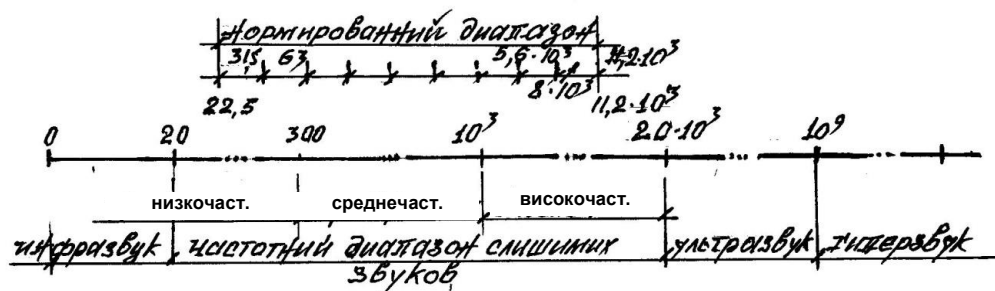 нормированний диапазон
31,5 63 5,6·10³ 11,2·10³
8·10³
22,5 11,2·10³
0 20 300 10³ 20·10³ 10⁹
низкочаст. среднечаст. високочаст.
инфразвук частотний диапазон слишимих ультразвук гиперзвук
звуков